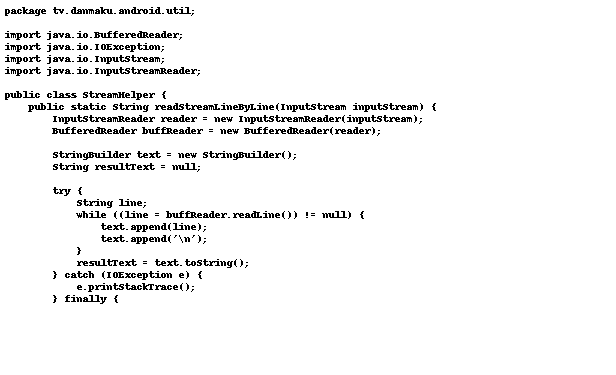 package tv.danmaku.android.util;

import java.io.BufferedReader;
import java.io.IOException;
import java.io.InputStream;
import java.io.InputStreamReader;

public class StreamHelper {
    public static String readStreamLineByLine(InputStream inputStream) {
        InputStreamReader reader = new InputStreamReader(inputStream);
        BufferedReader buffReader = new BufferedReader(reader);

        StringBuilder text = new StringBuilder();
        String resultText = null;

        try {
            String line;
            while ((line = buffReader.readLine()) != null) {
                text.append(line);
                text.append('\n');
            }
            resultText = text.toString();
        } catch (IOException e) {
            e.printStackTrace();
        } finally {